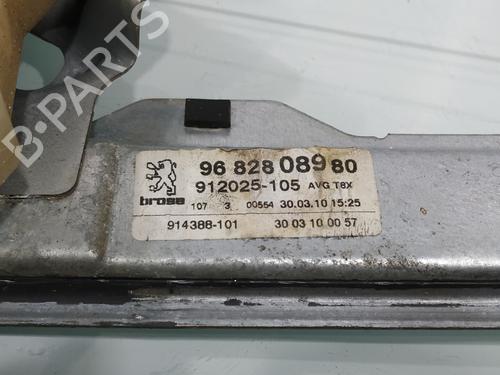 B-PARTS
96 828 089 80
912025-105 AVG T8X
brose 107 3 00554 30.03.10 15:25
914388-101 30 03 10 00 57